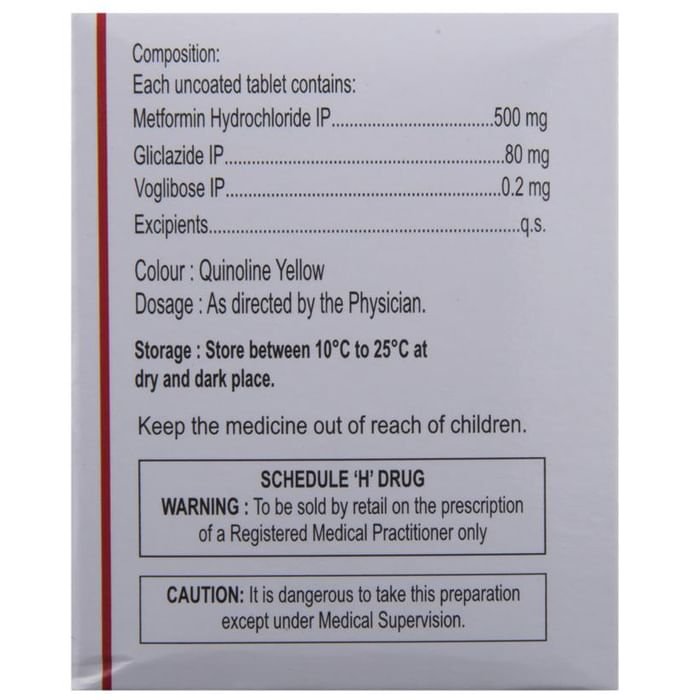 Composition:
Each uncoated tablet contains:
Metformin Hydrochloride IP................................500 mg
Gliclazide IP.......................................................80 mg
Voglibose IP......................................................0.2 mg
Excipients.............................................................q.s.
Colour : Quinoline Yellow
Dosage : As directed by the Physician.
Storage : Store between 10°C to 25°C at
dry and dark place.
Keep the medicine out of reach of children.
SCHEDULE ‘H’ DRUG
WARNING : To be sold by retail on the prescription
of a Registered Medical Practitioner only
CAUTION: It is dangerous to take this preparation
except under Medical Supervision.